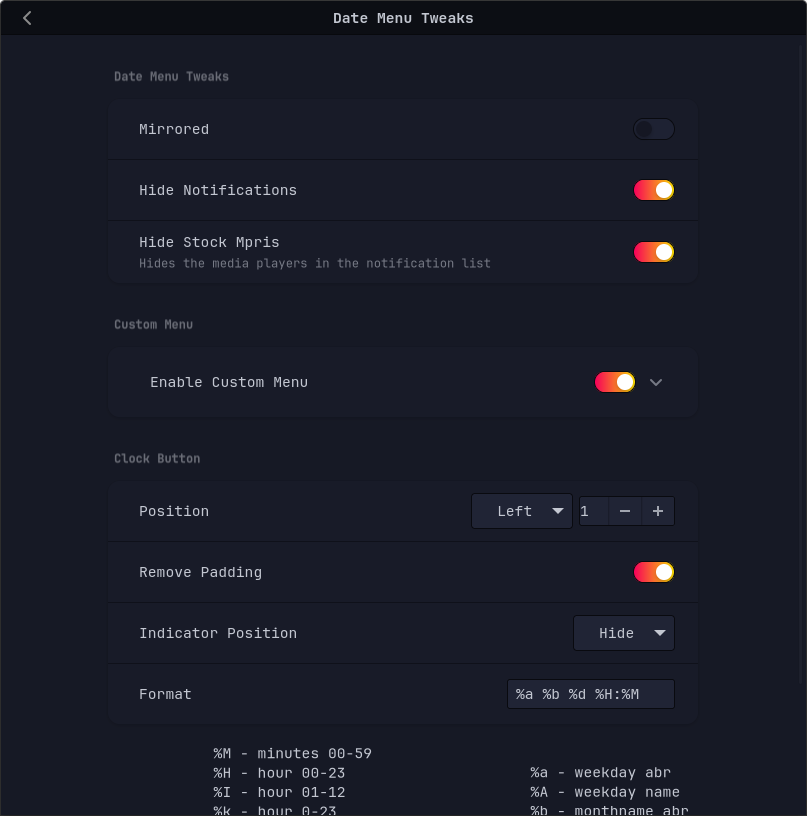 Date Menu Tweaks
Date Menu Tweaks
Mirrored
Hide Notifications
Hide Stock Mpris
Hides the media players in the notification list
Custom Menu
Enable Custom Menu
Clock Button
Position Left 1 − +
Remove Padding
Indicator Position Hide
Format %a %b %d %H:%M
%M - minutes 00-59
%H - hour 00-23
%I - hour 01-12
%k - hour 0-23
%a - weekday abr
%A - weekday name
%b - monthname abr